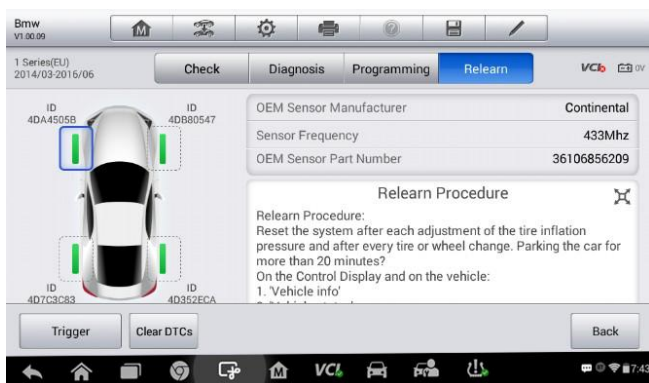 Bmw
V1.00.09
1 Series(EU)
2014/03-2016/06
Check
Diagnosis
Programming
Relearn
VCI
0V
ID
4DA4505B
ID
4DB80547
ID
4D7C3C83
ID
4D352ECA
OEM Sensor Manufacturer Continental
Sensor Frequency 433Mhz
OEM Sensor Part Number 36106856209
Relearn Procedure
Relearn Procedure:
Reset the system after each adjustment of the tire inflation
pressure and after every tire or wheel change. Parking the car for
more than 20 minutes?
On the Control Display and on the vehicle:
1. 'Vehicle info'
Trigger
Clear DTCs
Back
VCI
7:43